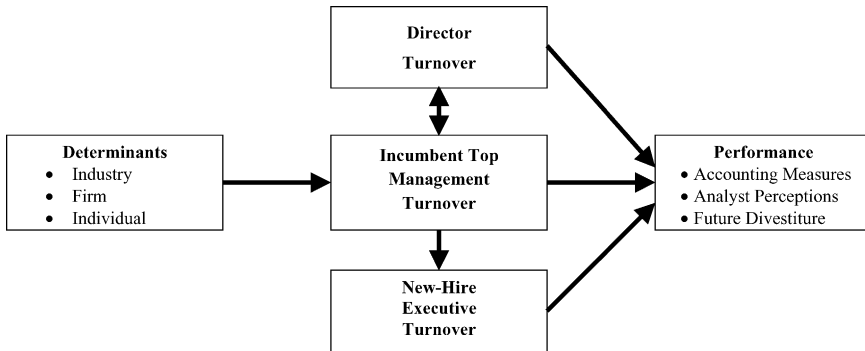 Director
Turnover
Determinants
• Industry
• Firm
• Individual
Incumbent Top
Management
Turnover
Performance
• Accounting Measures
• Analyst Perceptions
• Future Divestiture
New-Hire
Executive
Turnover